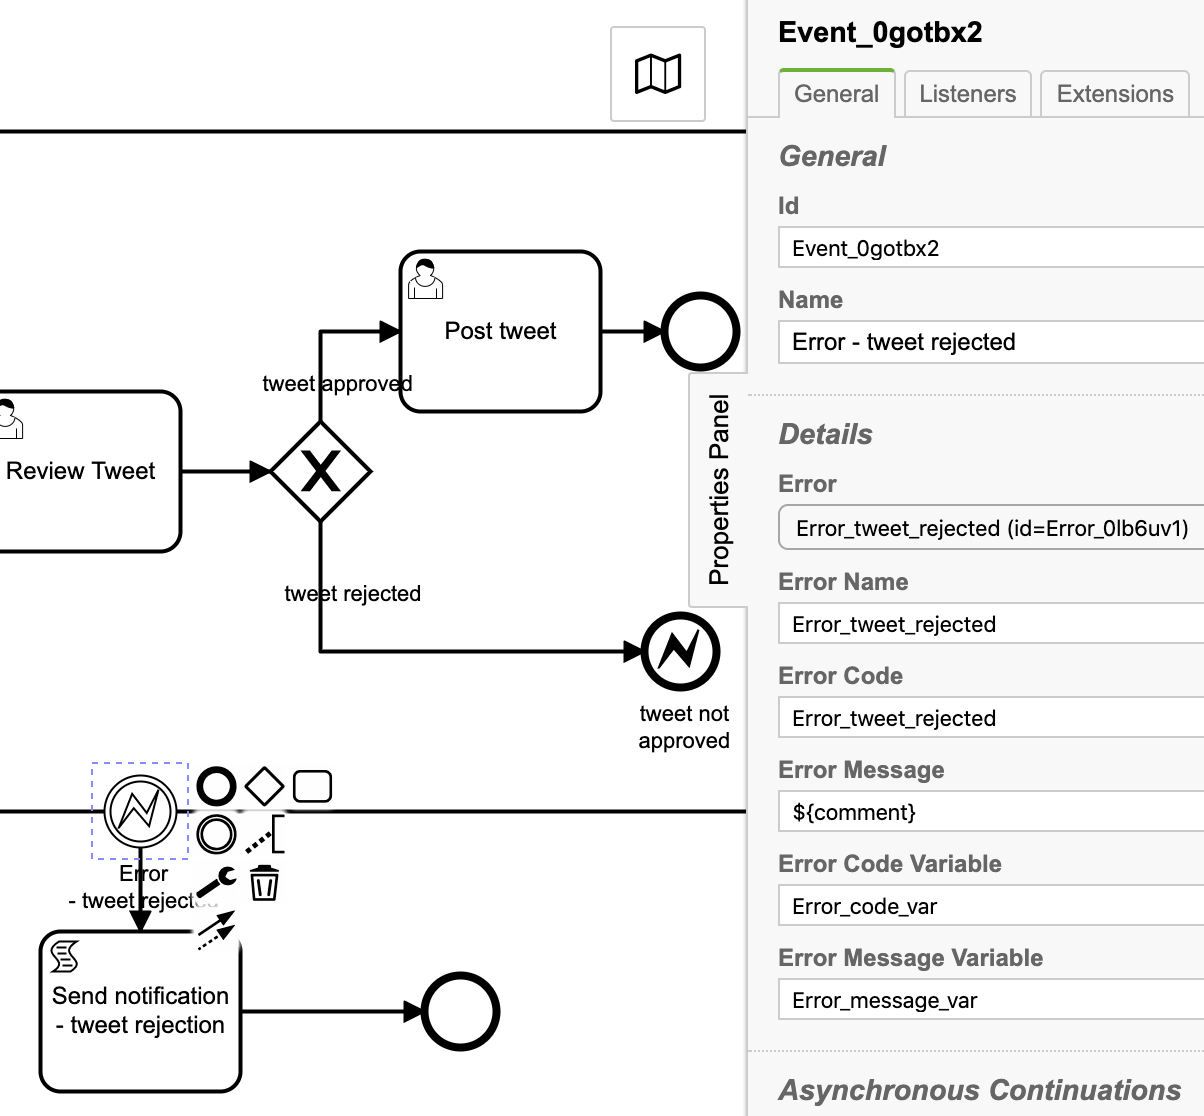 Post tweet
tweet approved
Review Tweet
X
tweet rejected
tweet not
approved
Error
- tweet reject
Send notification
- tweet rejection
Properties Panel
Event_0gotbx2
General
Listeners
Extensions
General
Id
Event_0gotbx2
Name
Error - tweet rejected
Details
Error
Error_tweet_rejected (id=Error_0lb6uv1)
Error Name
Error_tweet_rejected
Error Code
Error_tweet_rejected
Error Message
${comment}
Error Code Variable
Error_code_var
Error Message Variable
Error_message_var
Asynchronous Continuations